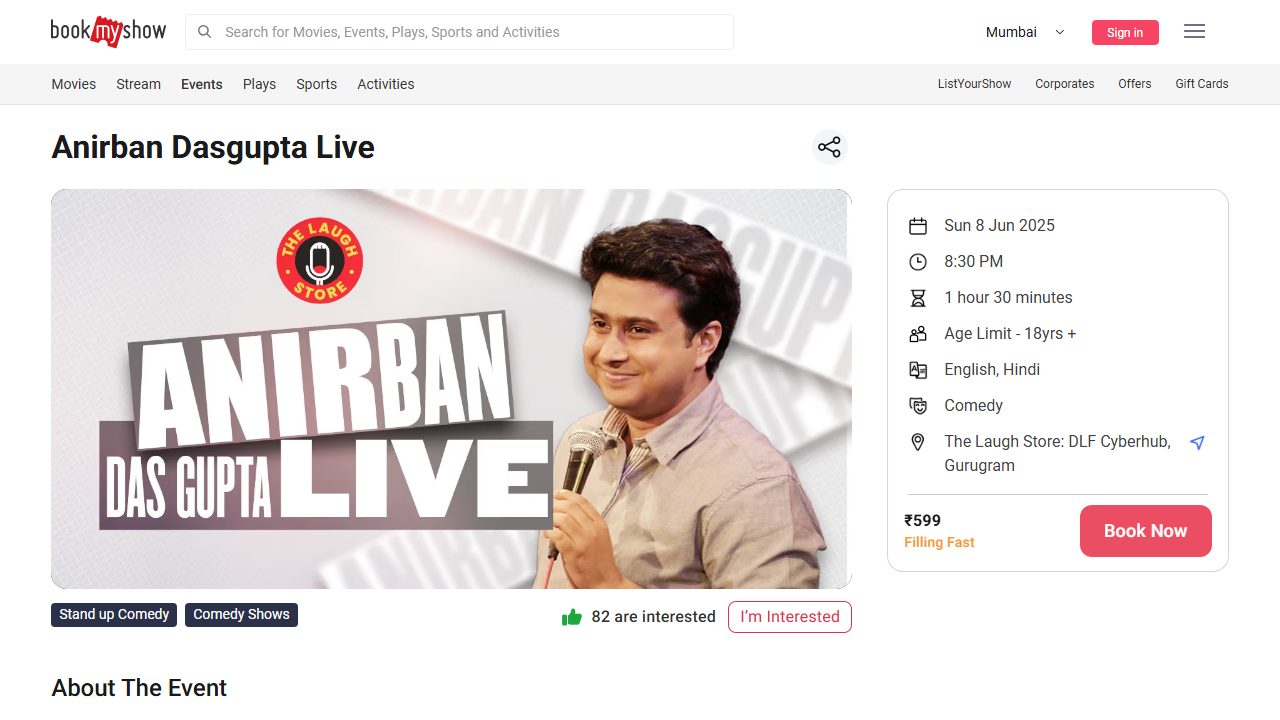 book my show
Search for Movies, Events, Plays, Sports and Activities
Mumbai
Sign in
Movies Stream Events Plays Sports Activities
ListYourShow Corporates Offers Gift Cards
Anirban Dasgupta Live
THE LAUGH
STORE
ANIRBAN
DAS GUPTA LIVE
Sun 8 Jun 2025
8:30 PM
1 hour 30 minutes
Age Limit - 18yrs +
English, Hindi
Comedy
The Laugh Store: DLF Cyberhub,
Gurugram
₹599
Filling Fast
Book Now
Stand up Comedy Comedy Shows
82 are interested
I’m Interested
About The Event